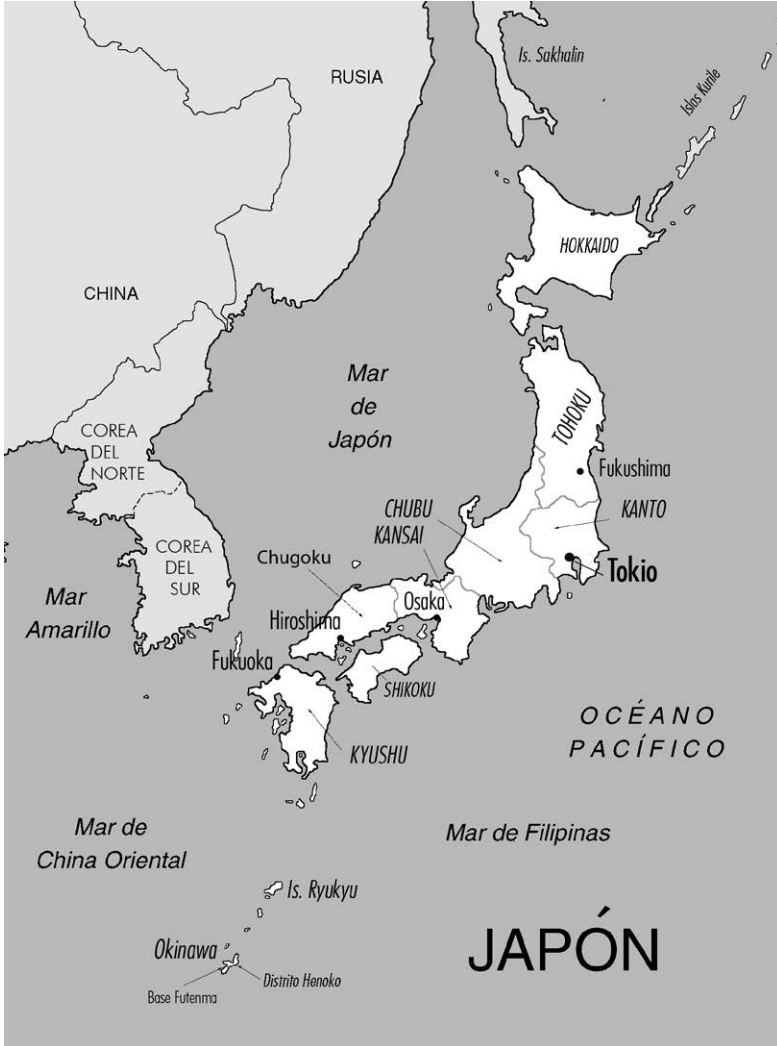 Is. Sakhalin
RUSIA
Islas Kurile
HOKKAIDO
CHINA
Mar
de
Japón
TOHOKU
COREA
DEL
NORTE
Fukushima
CHUBU
KANSAI
KANTO
COREA
DEL
SUR
Chugoku
Tokio
Mar
Amarillo
Osaka
Hiroshima
Fukuoka
SHIKOKU
OCÉANO
PACÍFICO
KYUSHU
Mar de
China Oriental
Mar de Filipinas
Is. Ryukyu
JAPÓN
Okinawa
Distrito Henoko
Base Futenma